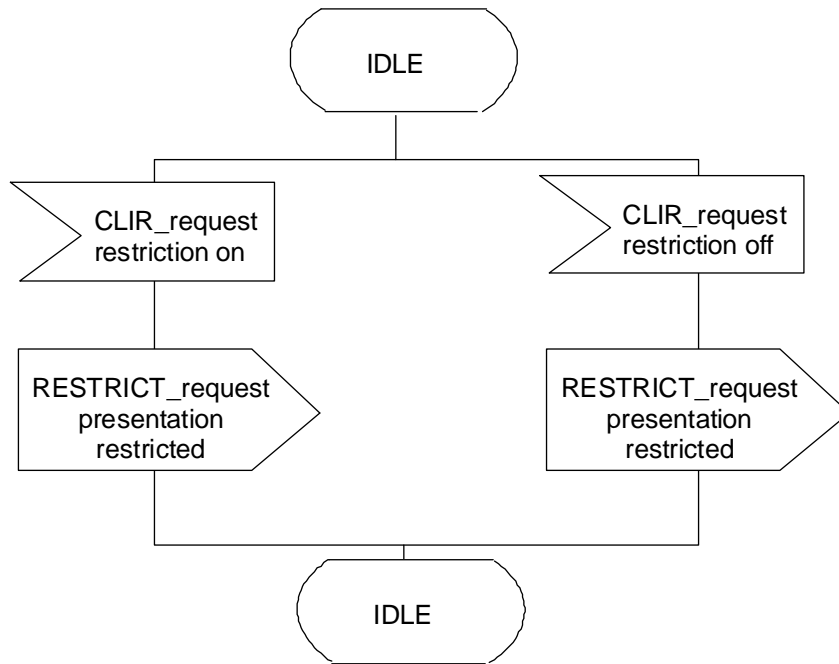 IDLE
CLIR_request
restriction on
CLIR_request
restriction off
RESTRICT_request
presentation
restricted
RESTRICT_request
presentation
restricted
IDLE